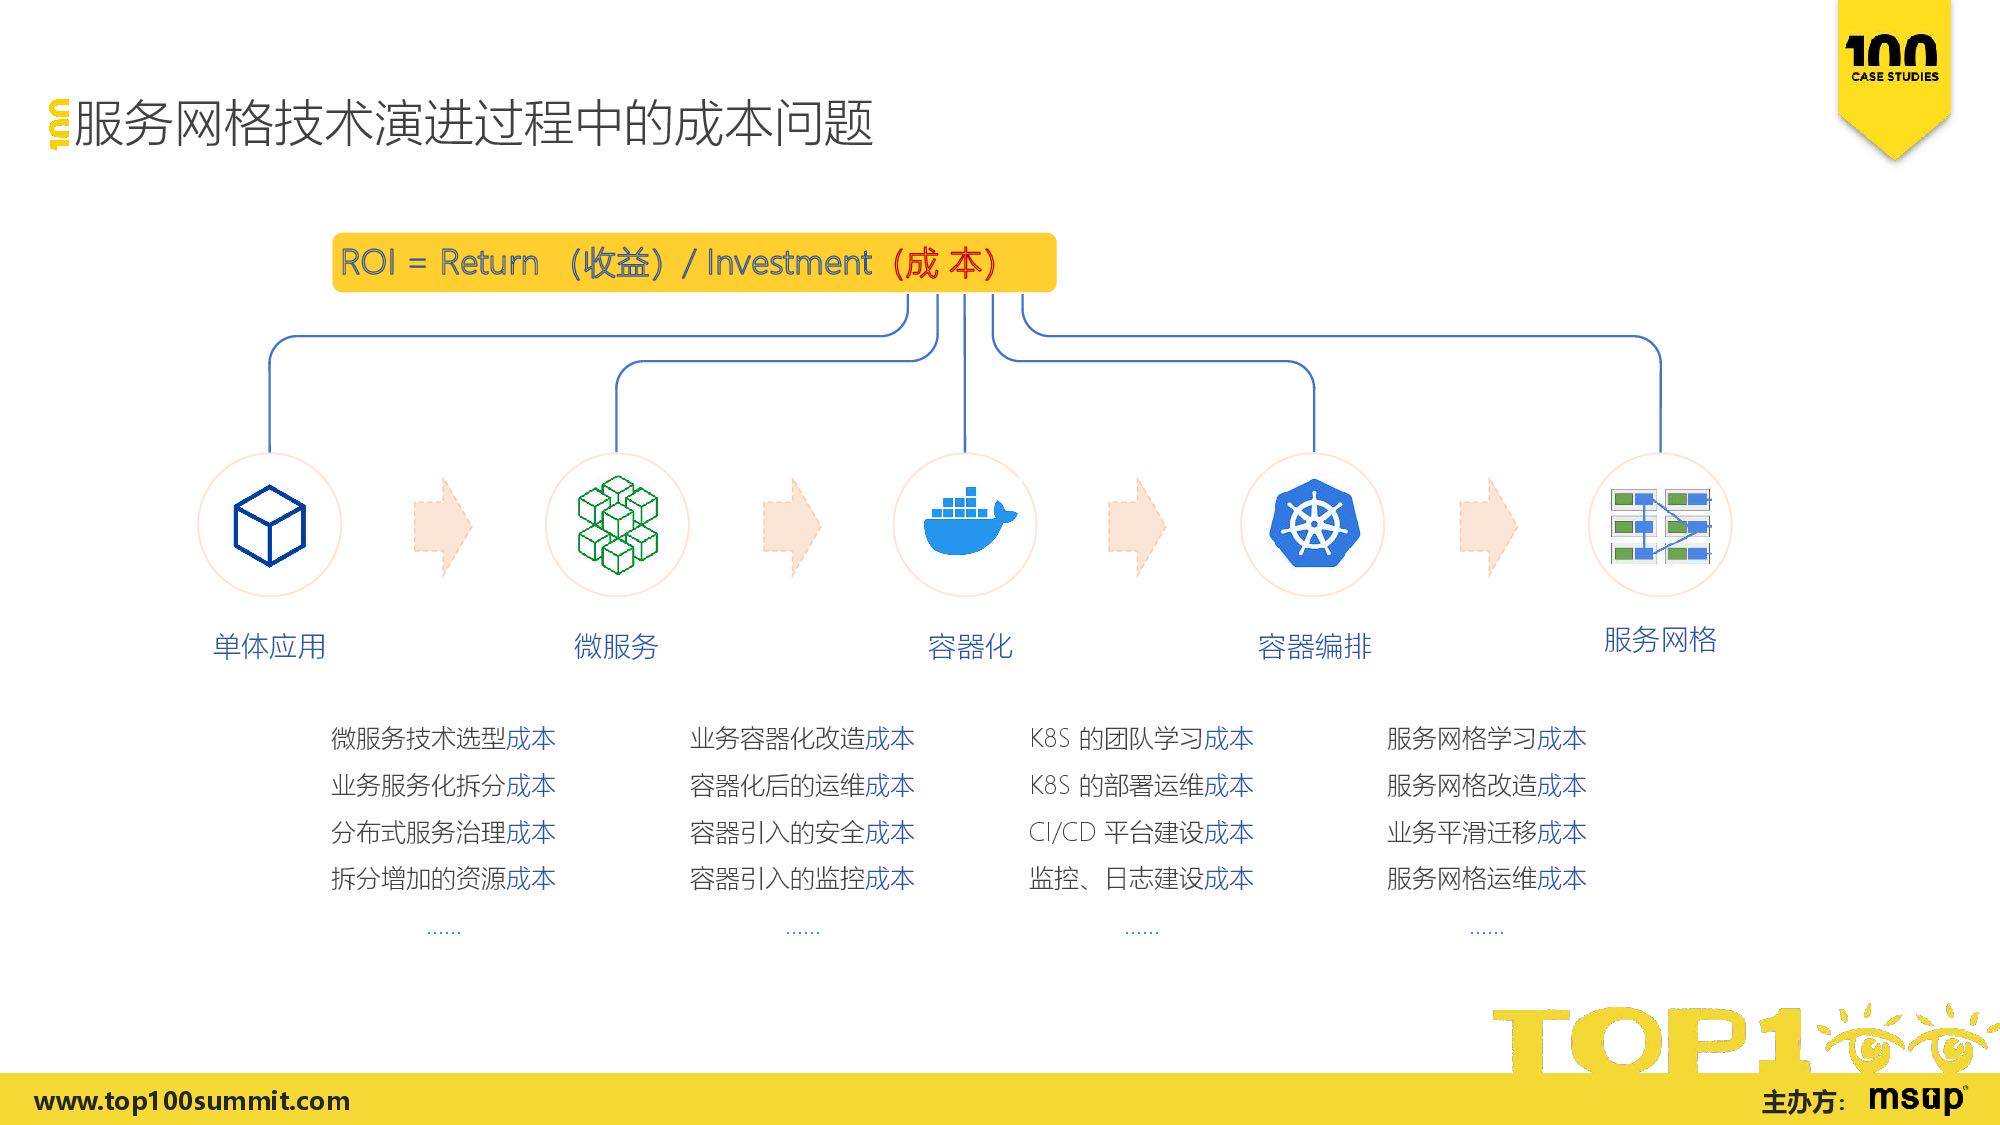 100
CASE STUDIES
服务网格技术演进过程中的成本问题
ROI = Return （收益）/ Investment（成 本）
单体应用
微服务
容器化
容器编排
服务网格
微服务技术选型成本
业务服务化拆分成本
分布式服务治理成本
拆分增加的资源成本
……
业务容器化改造成本
容器化后的运维成本
容器引入的安全成本
容器引入的监控成本
……
K8S 的团队学习成本
K8S 的部署运维成本
CI/CD 平台建设成本
监控、日志建设成本
……
服务网格学习成本
服务网格改造成本
业务平滑迁移成本
服务网格运维成本
……
TOP100
www.top100summit.com
主办方：msup